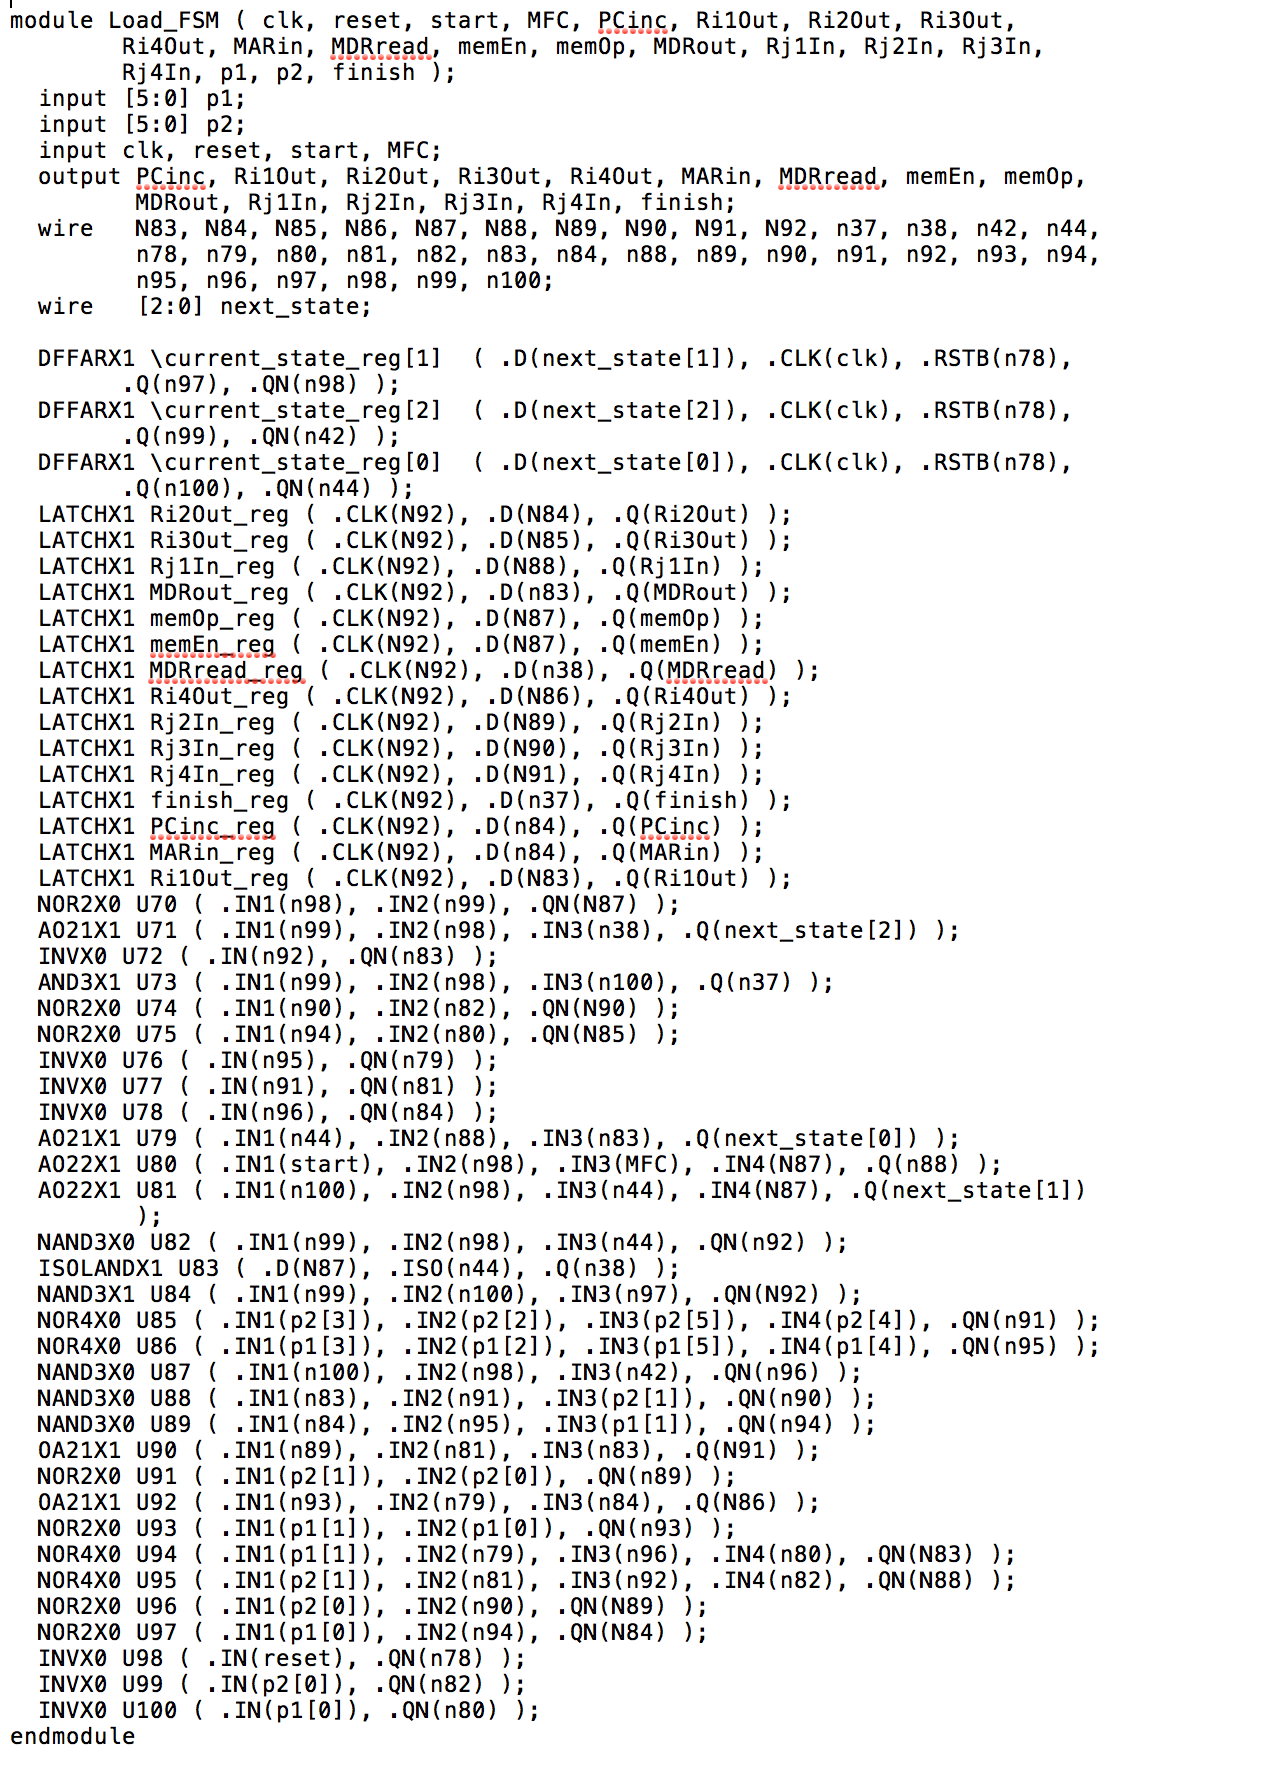 module Load_FSM ( clk, reset, start, MFC, PCinc, Ri1Out, Ri2Out, Ri3Out,
Ri4Out, MARin, MDRread, memEn, memOp, MDRout, Rj1In, Rj2In, Rj3In,
Rj4In, p1, p2, finish );
input [5:0] p1;
input [5:0] p2;
input clk, reset, start, MFC;
output PCinc, Ri1Out, Ri2Out, Ri3Out, Ri4Out, MARin, MDRread, memEn, memOp,
MDRout, Rj1In, Rj2In, Rj3In, Rj4In, finish;
wire   N83, N84, N85, N86, N87, N88, N89, N90, N91, N92, n37, n38, n42, n44,
n78, n79, n80, n81, n82, n83, n84, n88, n89, n90, n91, n92, n93, n94,
n95, n96, n97, n98, n99, n100;
wire   [2:0] next_state;
DFFARX1 \current_state_reg[1]  ( .D(next_state[1]), .CLK(clk), .RSTB(n78),
.Q(n97), .QN(n98) );
DFFARX1 \current_state_reg[2]  ( .D(next_state[2]), .CLK(clk), .RSTB(n78),
.Q(n99), .QN(n42) );
DFFARX1 \current_state_reg[0]  ( .D(next_state[0]), .CLK(clk), .RSTB(n78),
.Q(n100), .QN(n44) );
LATCHX1 Ri2Out_reg ( .CLK(N92), .D(N84), .Q(Ri2Out) );
LATCHX1 Ri3Out_reg ( .CLK(N92), .D(N85), .Q(Ri3Out) );
LATCHX1 Rj1In_reg ( .CLK(N92), .D(N88), .Q(Rj1In) );
LATCHX1 MDRout_reg ( .CLK(N92), .D(n83), .Q(MDRout) );
LATCHX1 memOp_reg ( .CLK(N92), .D(N87), .Q(memOp) );
LATCHX1 memEn_reg ( .CLK(N92), .D(N87), .Q(memEn) );
LATCHX1 MDRread_reg ( .CLK(N92), .D(n38), .Q(MDRread) );
LATCHX1 Ri4Out_reg ( .CLK(N92), .D(N86), .Q(Ri4Out) );
LATCHX1 Rj2In_reg ( .CLK(N92), .D(N89), .Q(Rj2In) );
LATCHX1 Rj3In_reg ( .CLK(N92), .D(N90), .Q(Rj3In) );
LATCHX1 Rj4In_reg ( .CLK(N92), .D(N91), .Q(Rj4In) );
LATCHX1 finish_reg ( .CLK(N92), .D(n37), .Q(finish) );
LATCHX1 PCinc_reg ( .CLK(N92), .D(n84), .Q(PCinc) );
LATCHX1 MARin_reg ( .CLK(N92), .D(n84), .Q(MARin) );
LATCHX1 Ri1Out_reg ( .CLK(N92), .D(N83), .Q(Ri1Out) );
NOR2X0 U70 ( .IN1(n98), .IN2(n99), .QN(N87) );
AO21X1 U71 ( .IN1(n99), .IN2(n98), .IN3(n38), .Q(next_state[2]) );
INVX0 U72 ( .IN(n92), .QN(n83) );
AND3X1 U73 ( .IN1(n99), .IN2(n98), .IN3(n100), .Q(n37) );
NOR2X0 U74 ( .IN1(n90), .IN2(n82), .QN(N90) );
NOR2X0 U75 ( .IN1(n94), .IN2(n80), .QN(N85) );
INVX0 U76 ( .IN(n95), .QN(n79) );
INVX0 U77 ( .IN(n91), .QN(n81) );
INVX0 U78 ( .IN(n96), .QN(n84) );
AO21X1 U79 ( .IN1(n44), .IN2(n88), .IN3(n83), .Q(next_state[0]) );
AO22X1 U80 ( .IN1(start), .IN2(n98), .IN3(MFC), .IN4(N87), .Q(n88) );
AO22X1 U81 ( .IN1(n100), .IN2(n98), .IN3(n44), .IN4(N87), .Q(next_state[1])
);
NAND3X0 U82 ( .IN1(n99), .IN2(n98), .IN3(n44), .QN(n92) );
ISOLANDX1 U83 ( .D(N87), .ISO(n44), .Q(n38) );
NAND3X1 U84 ( .IN1(n99), .IN2(n100), .IN3(n97), .QN(N92) );
NOR4X0 U85 ( .IN1(p2[3]), .IN2(p2[2]), .IN3(p2[5]), .IN4(p2[4]), .QN(n91) );
NOR4X0 U86 ( .IN1(p1[3]), .IN2(p1[2]), .IN3(p1[5]), .IN4(p1[4]), .QN(n95) );
NAND3X0 U87 ( .IN1(n100), .IN2(n98), .IN3(n42), .QN(n96) );
NAND3X0 U88 ( .IN1(n83), .IN2(n91), .IN3(p2[1]), .QN(n90) );
NAND3X0 U89 ( .IN1(n84), .IN2(n95), .IN3(p1[1]), .QN(n94) );
OA21X1 U90 ( .IN1(n89), .IN2(n81), .IN3(n83), .Q(N91) );
NOR2X0 U91 ( .IN1(p2[1]), .IN2(p2[0]), .QN(n89) );
OA21X1 U92 ( .IN1(n93), .IN2(n79), .IN3(n84), .Q(N86) );
NOR2X0 U93 ( .IN1(p1[1]), .IN2(p1[0]), .QN(n93) );
NOR4X0 U94 ( .IN1(p1[1]), .IN2(n79), .IN3(n96), .IN4(n80), .QN(N83) );
NOR4X0 U95 ( .IN1(p2[1]), .IN2(n81), .IN3(n92), .IN4(n82), .QN(N88) );
NOR2X0 U96 ( .IN1(p2[0]), .IN2(n90), .QN(N89) );
NOR2X0 U97 ( .IN1(p1[0]), .IN2(n94), .QN(N84) );
INVX0 U98 ( .IN(reset), .QN(n78) );
INVX0 U99 ( .IN(p2[0]), .QN(n82) );
INVX0 U100 ( .IN(p1[0]), .QN(n80) );
endmodule